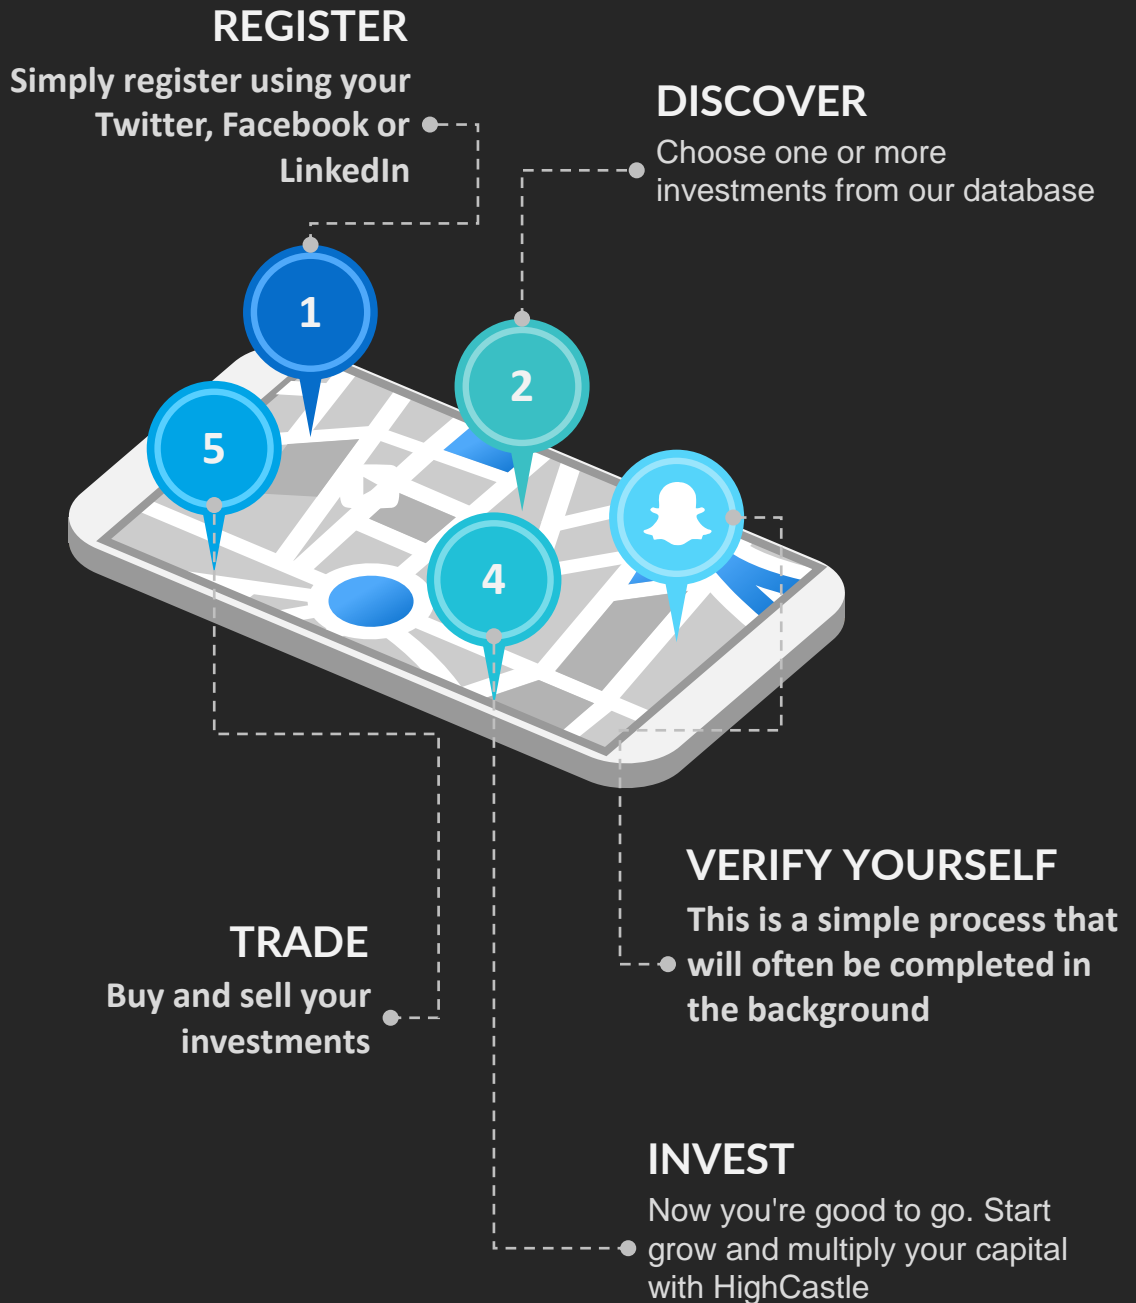 REGISTER
Simply register using your
Twitter, Facebook or
LinkedIn
DISCOVER
Choose one or more
investments from our database
1
2
5
4
VERIFY YOURSELF
This is a simple process that
will often be completed in
the background
TRADE
Buy and sell your
investments
INVEST
Now you're good to go. Start
grow and multiply your capital
with HighCastle